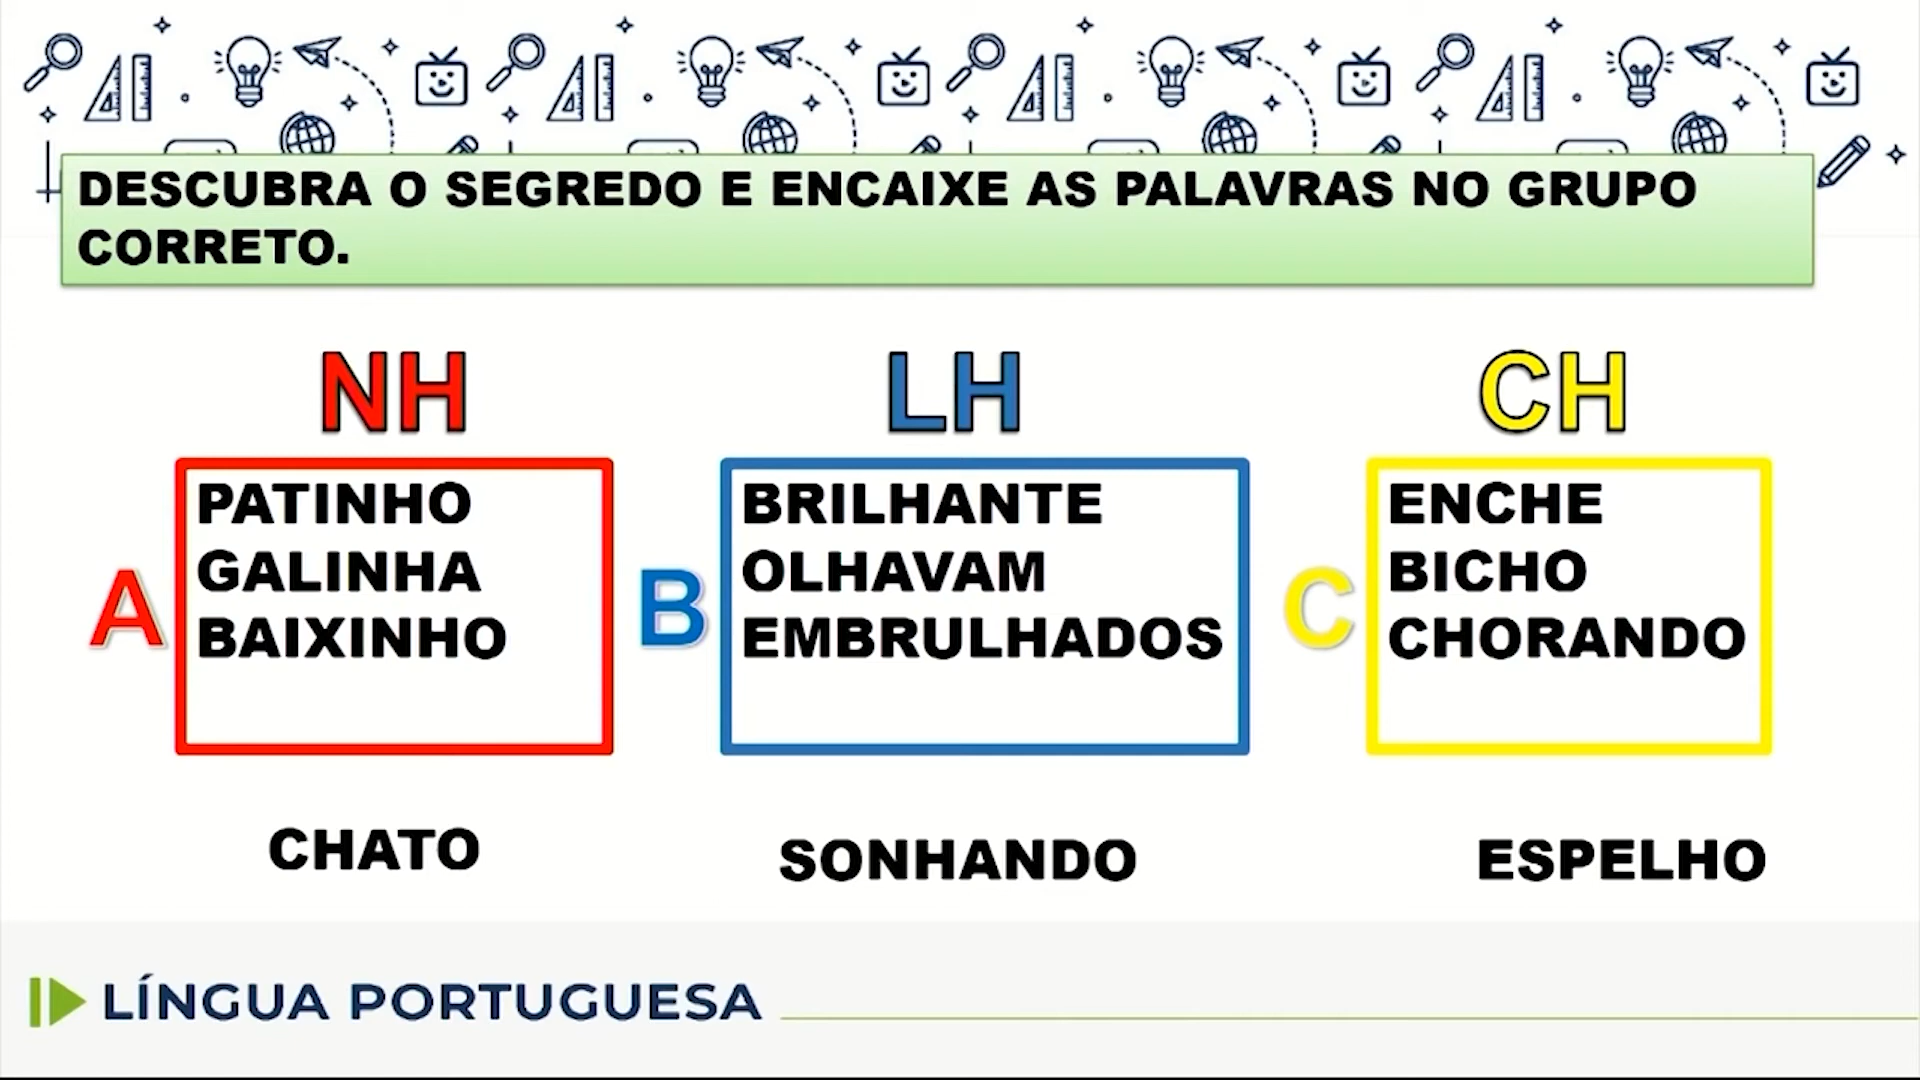 DESCUBRA O SEGREDO E ENCAIXE AS PALAVRAS NO GRUPO
CORRETO.
NH
LH
CH
A
PATINHO
GALINHA
BAIXINHO
B
BRILHANTE
OLHAVAM
EMBRULHADOS
C
ENCHE
BICHO
CHORANDO
CHATO
SONHANDO
ESPELHO
LÍNGUA PORTUGUESA